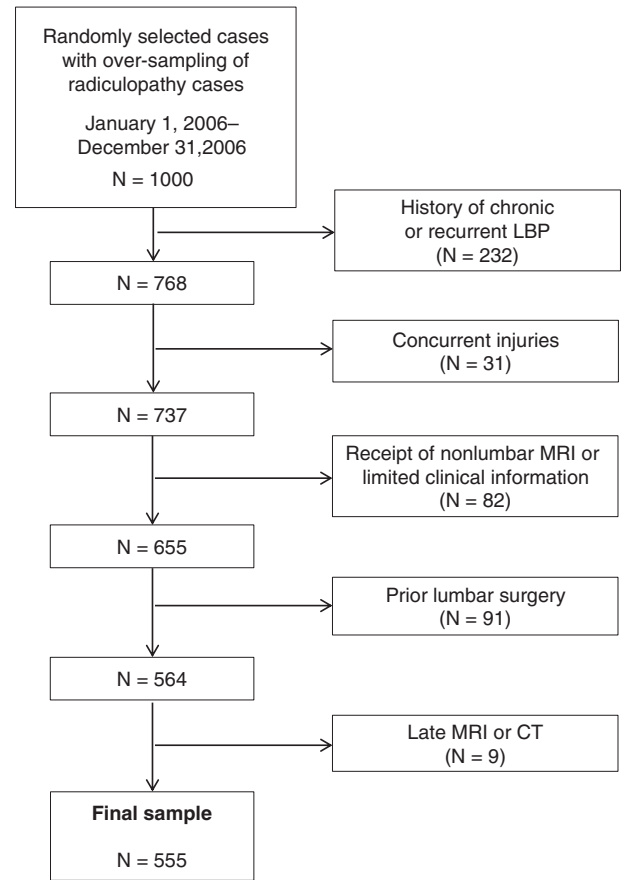 Randomly selected cases
with over-sampling of
radiculopathy cases
January 1, 2006–
December 31,2006
N = 1000
History of chronic
or recurrent LBP
(N = 232)
N = 768
Concurrent injuries
(N = 31)
N = 737
Receipt of nonlumbar MRI or
limited clinical information
(N = 82)
N = 655
Prior lumbar surgery
(N = 91)
N = 564
Late MRI or CT
(N = 9)
Final sample
N = 555